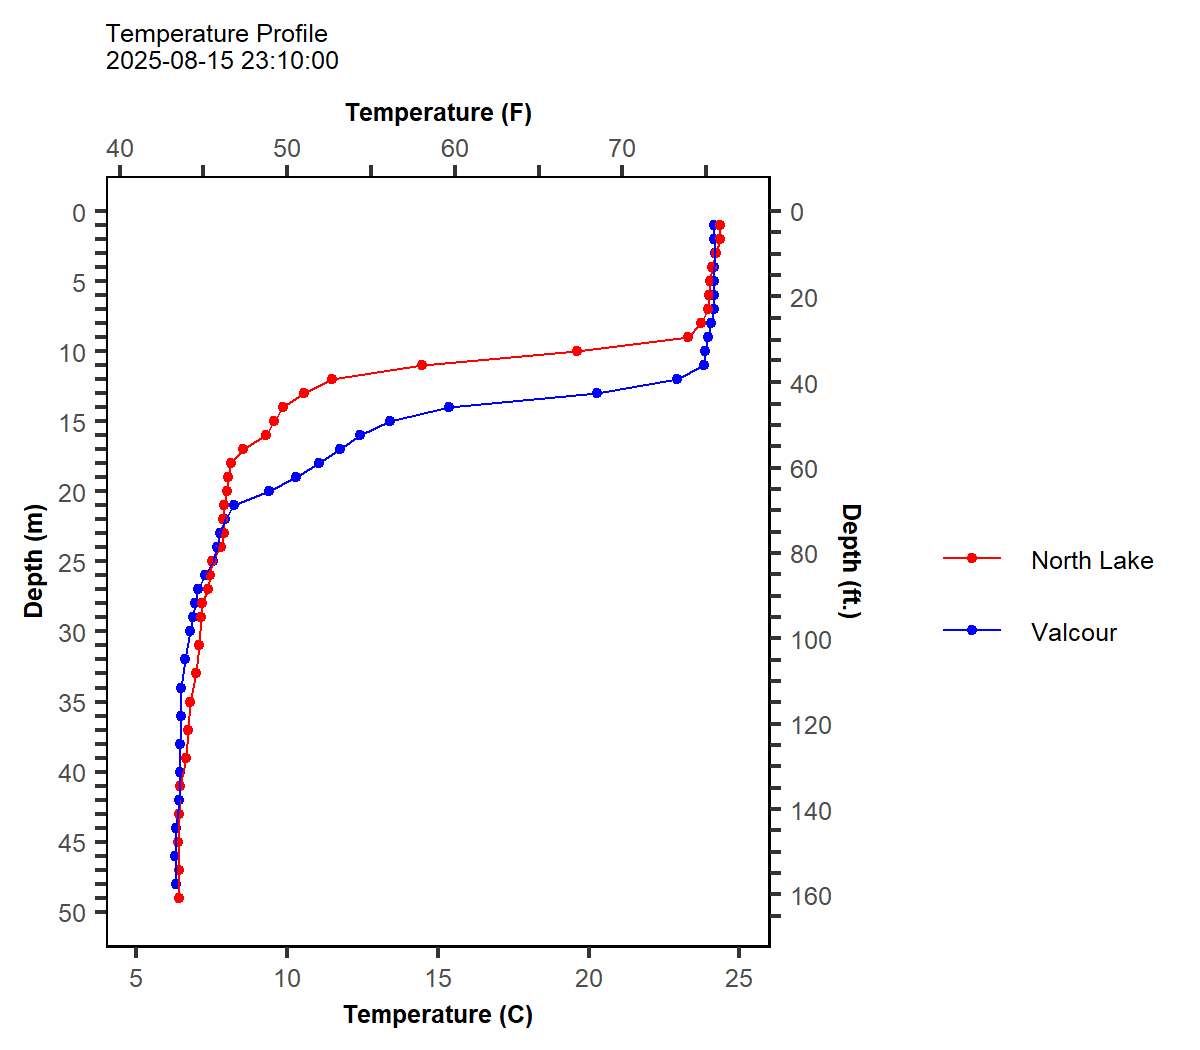 Temperature Profile
2025-08-15 23:10:00
Temperature (F)
40 50 60 70
0
5
10
15
20
25
30
35
40
45
50
Depth (m)
0
20
40
60
80
100
120
140
160
Depth (ft.)
North Lake
Valcour
5 10 15 20 25
Temperature (C)